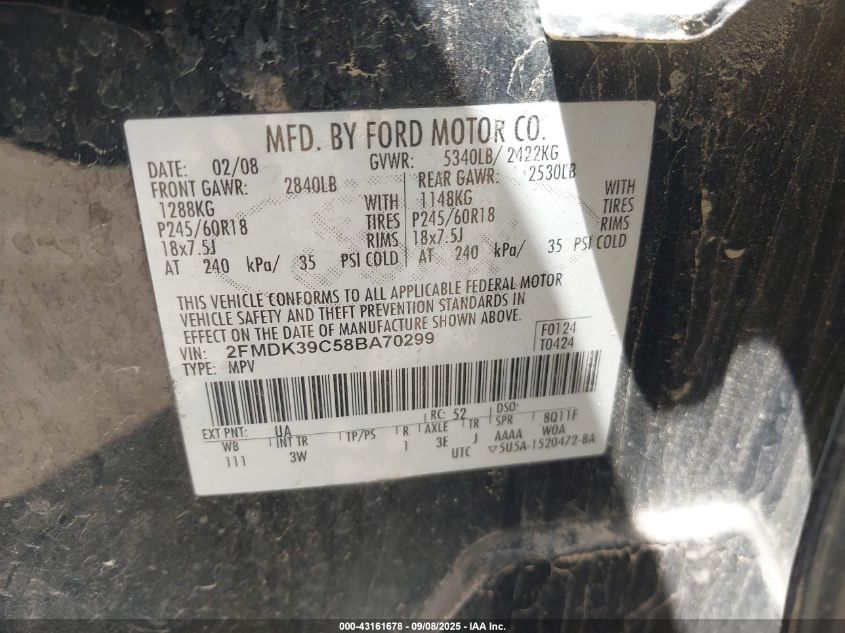 MFD. BY FORD MOTOR CO.
DATE: 02/08 GVWR: 5340LB/ 2422KG
FRONT GAWR: 2840LB REAR GAWR: 2530LB
1288KG WITH 1148KG WITH
P245/60R18 TIRES P245/60R18 TIRES
18x7.5J RIMS 18x7.5J RIMS
AT 240 kPa/ 35 PSI COLD AT 240 kPa/ 35 PSI COLD
THIS VEHICLE CONFORMS TO ALL APPLICABLE FEDERAL MOTOR
VEHICLE SAFETY AND THEFT PREVENTION STANDARDS IN
EFFECT ON THE DATE OF MANUFACTURE SHOWN ABOVE.
VIN: 2FMDK39C58BA70299 F0124
TYPE: MPV T0424
EXT PNT: UA RC: 52 DSO:
WB INT TR TP/PS R AXLE TR SPR 8Q11F
111 3W 1 3E J AAAA W0A
UTC ▽5U5A-1520472-BA
000-43161678 - 09/08/2025 - IAA Inc.